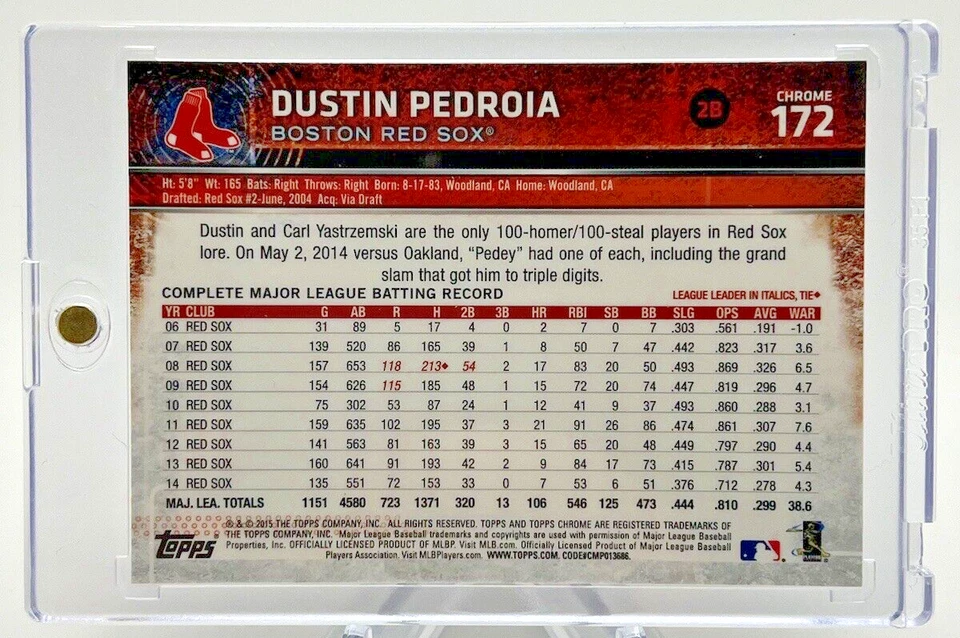 DUSTIN PEDROIA
BOSTON RED SOX®
2B
CHROME
172
Ht: 5'8" Wt: 165 Bats: Right Throws: Right Born: 8-17-83, Woodland, CA Home: Woodland, CA
Drafted: Red Sox #2-June, 2004 Acq: Via Draft
Dustin and Carl Yastrzemski are the only 100-homer/100-steal players in Red Sox
lore. On May 2, 2014 versus Oakland, “Pedey” had one of each, including the grand
slam that got him to triple digits.
COMPLETE MAJOR LEAGUE BATTING RECORD LEAGUE LEADER IN ITALICS, TIE♦
YR CLUB G AB R H 2B 3B HR RBI SB BB SLG OPS AVG WAR
06 RED SOX 31 89 5 17 4 0 2 7 0 7 .303 .561 .191 -1.0
07 RED SOX 139 520 86 165 39 1 8 50 7 47 .442 .823 .317 3.6
08 RED SOX 157 653 118 213♦ 54 2 17 83 20 50 .493 .869 .326 6.5
09 RED SOX 154 626 115 185 48 1 15 72 20 74 .447 .819 .296 4.7
10 RED SOX 75 302 53 87 24 1 12 41 9 37 .493 .860 .288 3.1
11 RED SOX 159 635 102 195 37 3 21 91 26 86 .474 .861 .307 7.6
12 RED SOX 141 563 81 163 39 3 15 65 20 48 .449 .797 .290 4.4
13 RED SOX 160 641 91 193 42 2 9 84 17 73 .415 .787 .301 5.4
14 RED SOX 135 551 72 153 33 0 7 53 6 51 .376 .712 .278 4.3
MAJ. LEA. TOTALS 1151 4580 723 1371 320 13 106 546 125 473 .444 .810 .299 38.6
® & © 2015 THE TOPPS COMPANY, INC. ALL RIGHTS RESERVED. TOPPS AND TOPPS CHROME ARE REGISTERED TRADEMARKS OF
THE TOPPS COMPANY, INC. Major League Baseball trademarks and copyrights are used with permission of Major League Baseball
Properties, Inc. OFFICIALLY LICENSED PRODUCT OF MLBP. Visit MLB.com. Officially Licensed Product of Major League Baseball
Players Association. Visit MLBPlayers.com. WWW.TOPPS.COM. CODE#CMP013686.
topps